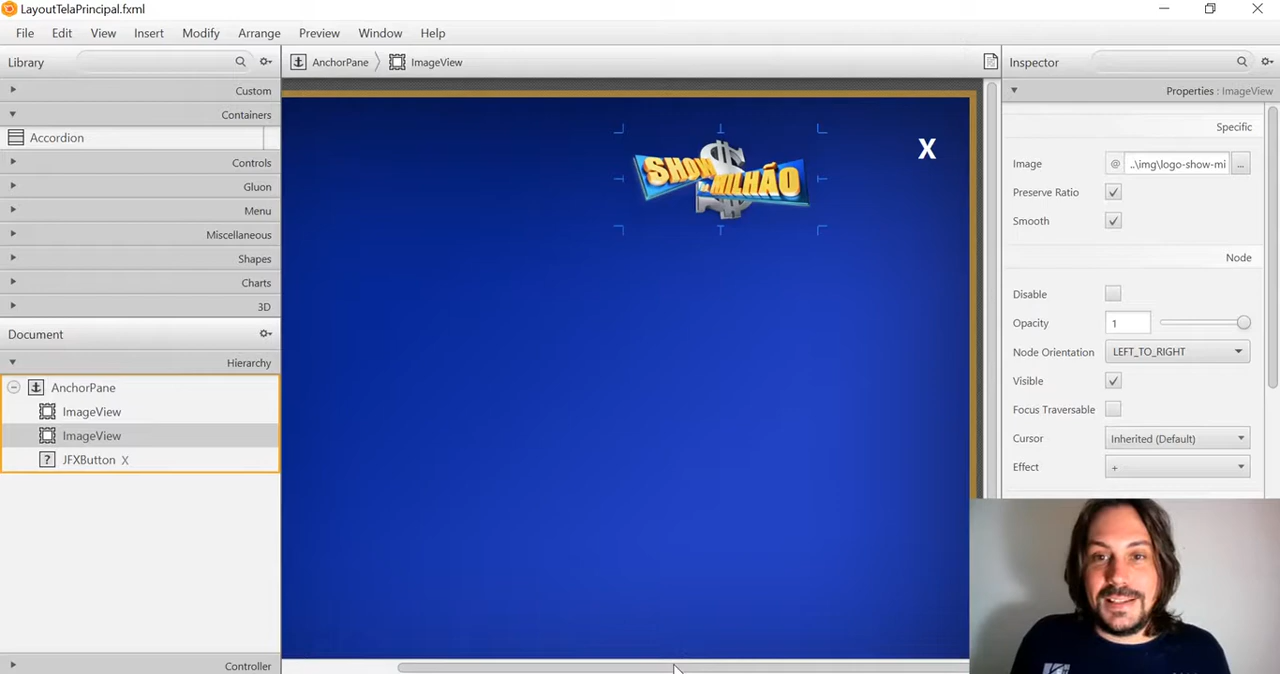 LayoutTelaPrincipal.fxml
File Edit View Insert Modify Arrange Preview Window Help
Library
Custom
Containers
Accordion
Controls
Gluon
Menu
Miscellaneous
Shapes
Charts
3D
Document
Hierarchy
AnchorPane
ImageView
ImageView
JFXButton X
Controller
AnchorPane ImageView
SHOW
DO MILHÃO
X
Inspector
Properties : ImageView
Specific
Image @ ..\img\logo-show-mi ...
Preserve Ratio
Smooth
Node
Disable
Opacity 1
Node Orientation LEFT_TO_RIGHT
Visible
Focus Traversable
Cursor Inherited (Default)
Effect +